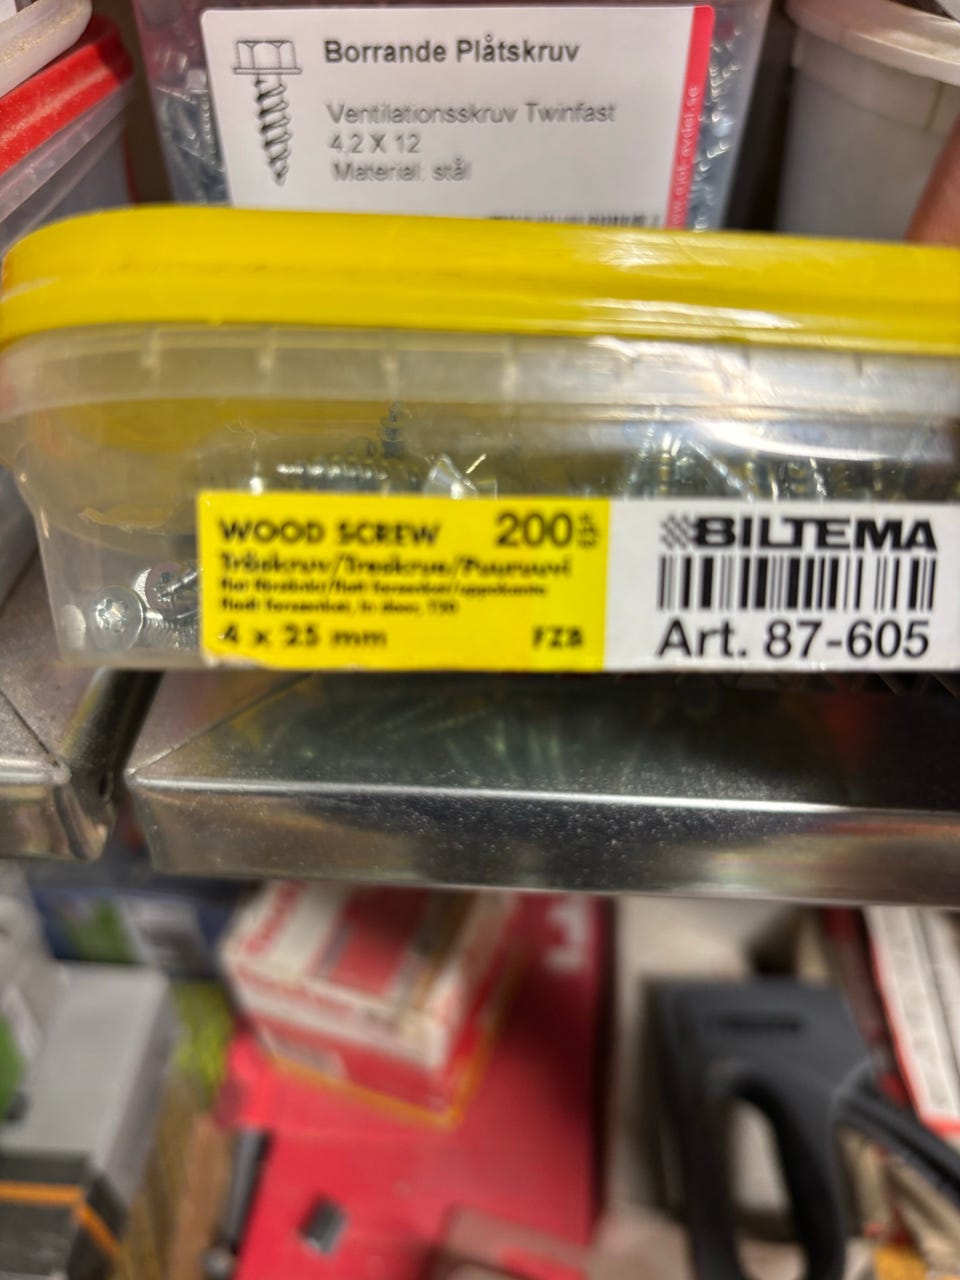 Borrande Plåtskruv
Ventilationsskruv Twinfast
4,2 X 12
Material: stål
WOOD SCREW 200
Träskruv/Treskrue/Puuruuvi
4 x 25 mm FZB
BILTEMA
Art. 87-605